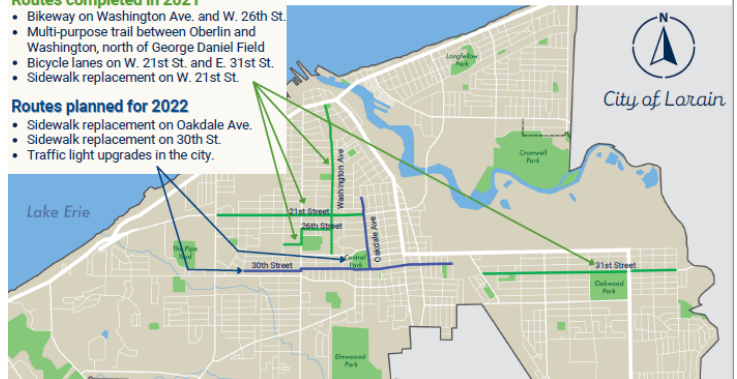 Routes completed in 2021
• Bikeway on Washington Ave. and W. 26th St.
• Multi-purpose trail between Oberlin and
Washington, north of George Daniel Field
• Bicycle lanes on W. 21st St. and E. 31st St.
• Sidewalk replacement on W. 21st St.
Routes planned for 2022
• Sidewalk replacement on Oakdale Ave.
• Sidewalk replacement on 30th St.
• Traffic light upgrades in the city.
N
City of Lorain
Longfellow
Park
Cromwell
Park
Washington Ave
Lake Erie
21st Street
26th Street
Oakdale Ave
The Pipe
Yard
Central
Park
30th Street
31st Street
Oakwood
Park
Elmwood
Park